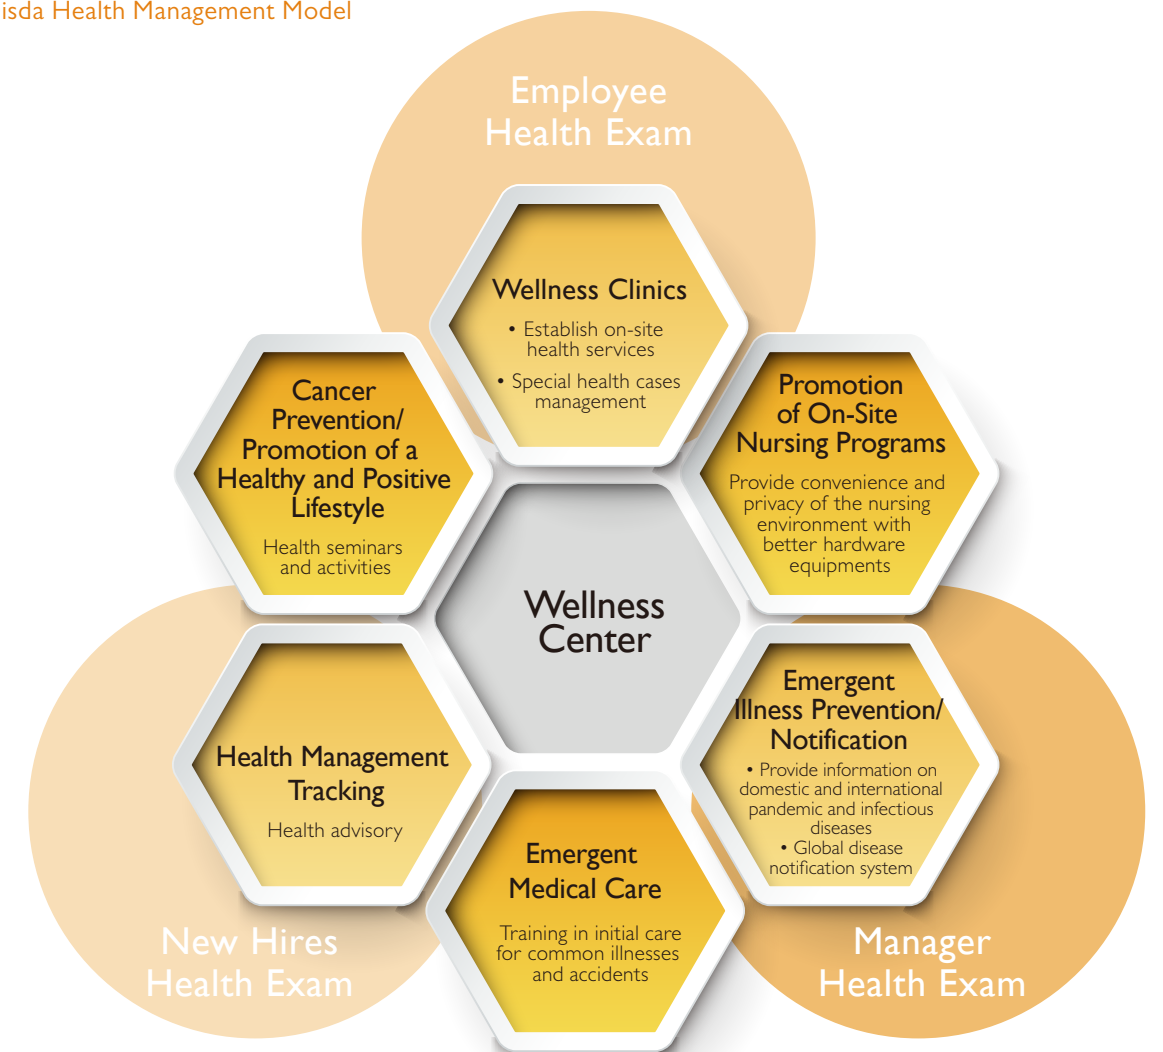 isda Health Management Model
Employee
Health Exam
Wellness Clinics
• Establish on-site
health services
• Special health cases
management
Cancer
Prevention/
Promotion of a
Healthy and Positive
Lifestyle
Health seminars
and activities
Promotion
of On-Site
Nursing Programs
Provide convenience and
privacy of the nursing
environment with
better hardware
equipments
Wellness
Center
Health Management
Tracking
Health advisory
Emergent
Illness Prevention/
Notification
• Provide information on
domestic and international
pandemic and infectious
diseases
• Global disease
notification system
Emergent
Medical Care
Training in initial care
for common illnesses
and accidents
New Hires
Health Exam
Manager
Health Exam